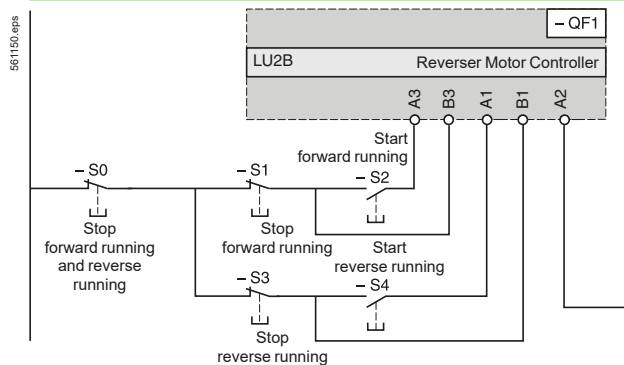 561150.eps
– QF1
LU2B
Reverser Motor Controller
A3
B3
A1
B1
A2
Start
forward running
– S0
– S1
– S2
Stop
forward running
and reverse
running
Stop
forward running
Start
reverse running
– S3
– S4
Stop
reverse running